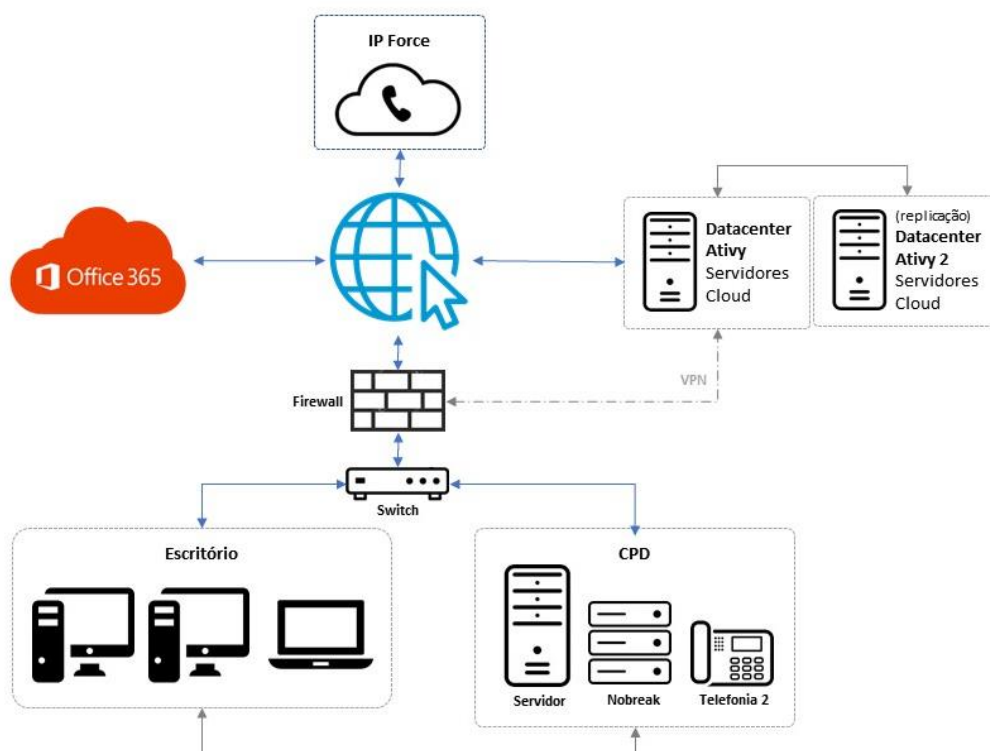 IP Force
Office 365
Datacenter
Ativy
Servidores
Cloud
(replicação)
Datacenter
Ativy 2
Servidores
Cloud
VPN
Firewall
Switch
Escritório
CPD
Servidor
Nobreak
Telefonia 2